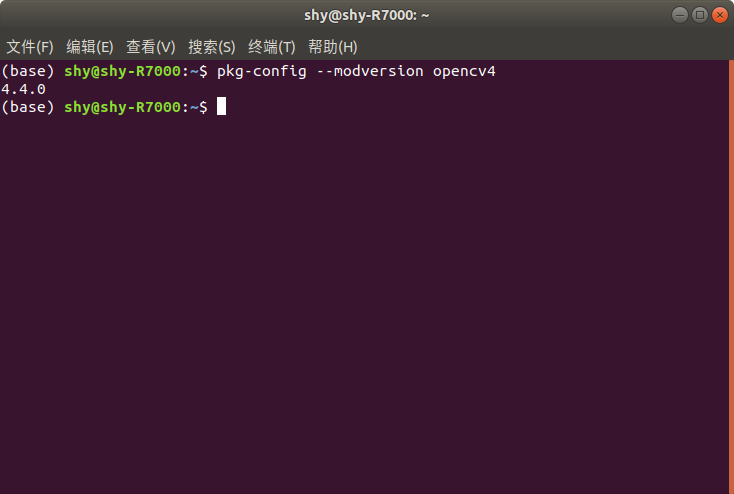 shy@shy-R7000: ~
文件(F) 编辑(E) 查看(V) 搜索(S) 终端(T) 帮助(H)
(base) shy@shy-R7000:~$ pkg-config --modversion opencv4
4.4.0
(base) shy@shy-R7000:~$